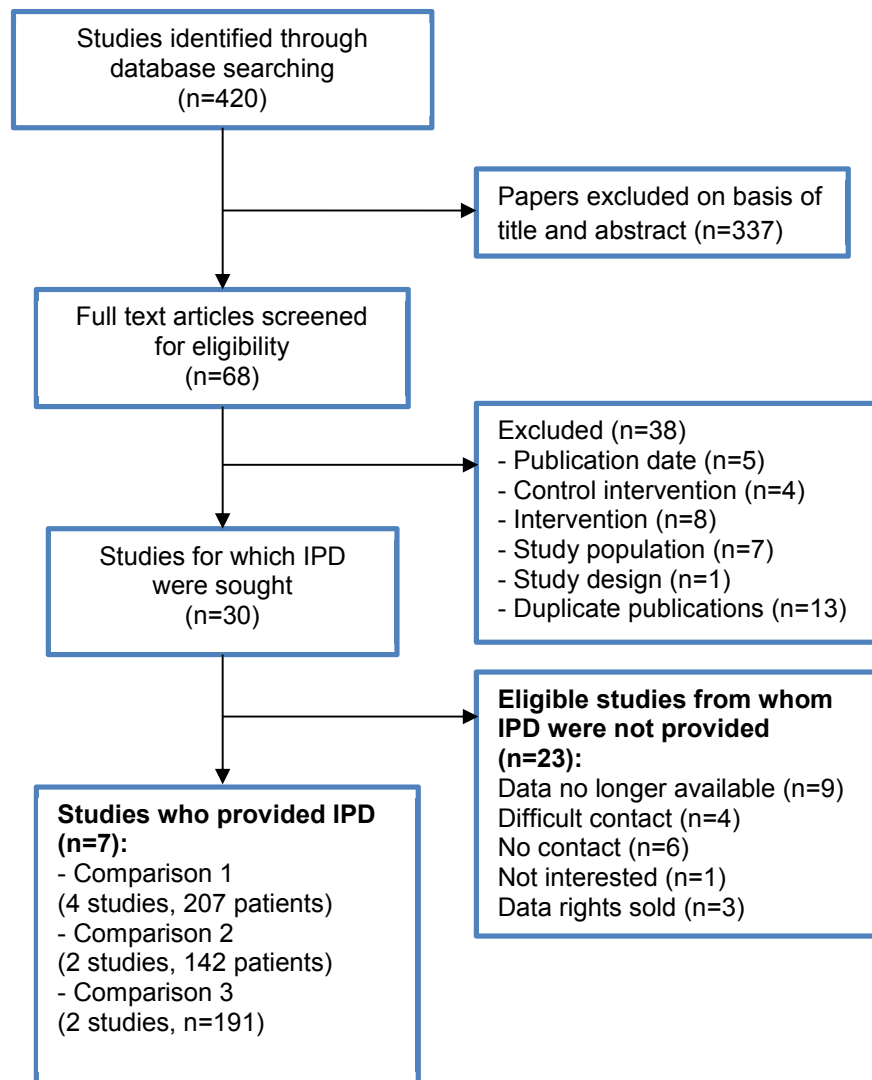 Studies identified through
database searching
(n=420)
Papers excluded on basis of
title and abstract (n=337)
Full text articles screened
for eligibility
(n=68)
Excluded (n=38)
- Publication date (n=5)
- Control intervention (n=4)
- Intervention (n=8)
- Study population (n=7)
- Study design (n=1)
- Duplicate publications (n=13)
Studies for which IPD
were sought
(n=30)
Eligible studies from whom
IPD were not provided
(n=23):
Data no longer available (n=9)
Difficult contact (n=4)
No contact (n=6)
Not interested (n=1)
Data rights sold (n=3)
Studies who provided IPD
(n=7):
- Comparison 1
(4 studies, 207 patients)
- Comparison 2
(2 studies, 142 patients)
- Comparison 3
(2 studies, n=191)